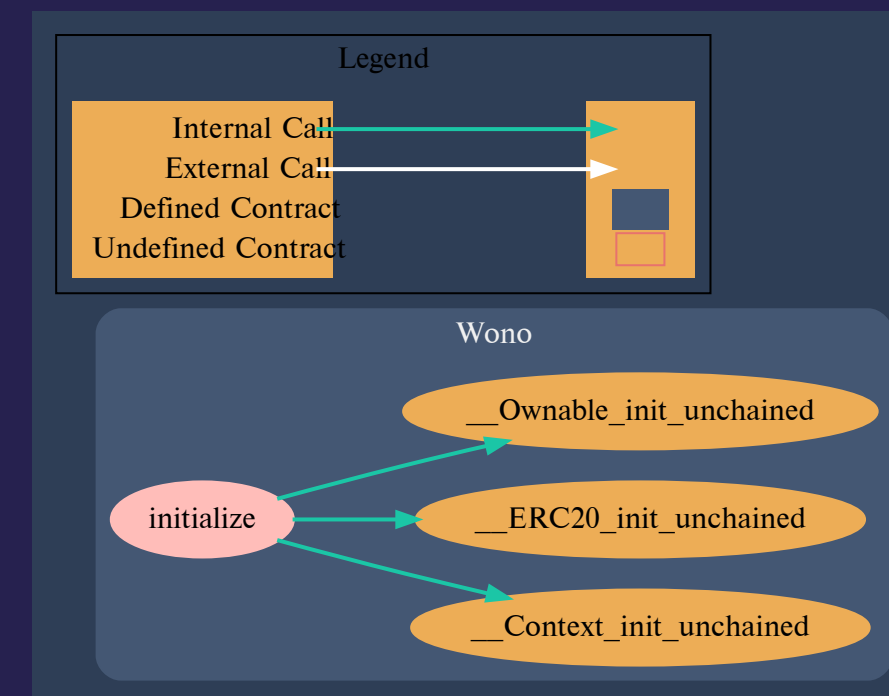 Legend
Internal Call
External Call
Defined Contract
Undefined Contract
Wono
__Ownable_init_unchained
initialize
__ERC20_init_unchained
__Context_init_unchained